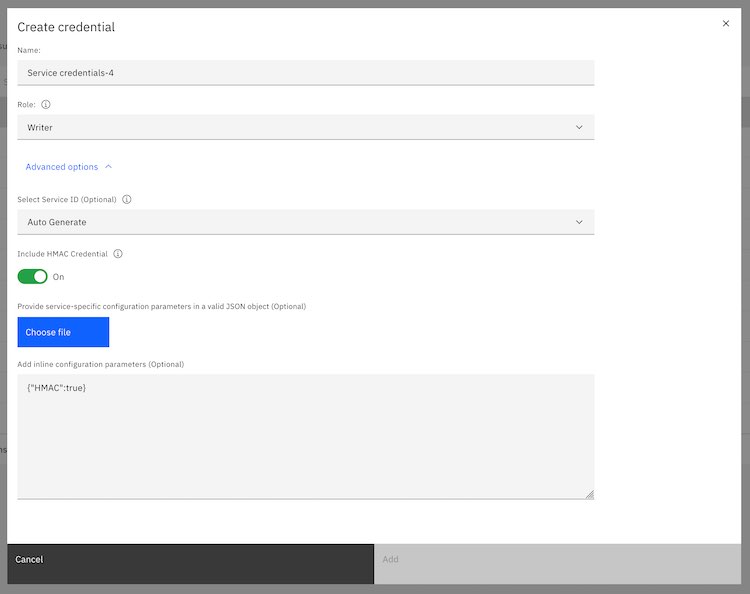 Create credential
Name:
Service credentials-4
Role:
Writer
Advanced options
Select Service ID (Optional)
Auto Generate
Include HMAC Credential
On
Provide service-specific configuration parameters in a valid JSON object (Optional)
Choose file
Add inline configuration parameters (Optional)
{"HMAC":true}
Cancel
Add